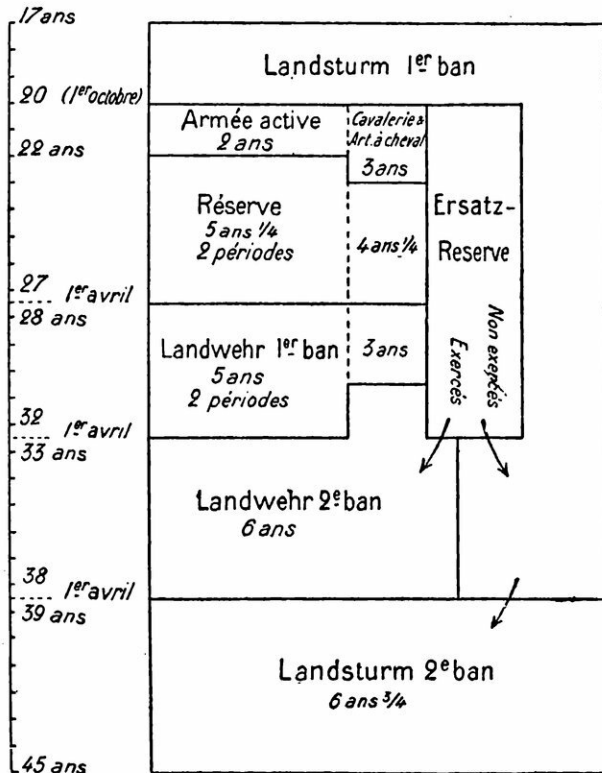 17 ans
Landsturm 1er ban
20 (1er octobre)
Armée active
2 ans
Cavalerie &
Art. à cheval
3 ans
22 ans
Réserve
5 ans 1/4
2 périodes
4 ans 1/4
Ersatz-
Reserve
27
1er avril
28 ans
Landwehr 1er ban
5 ans
2 périodes
3 ans
Exercés
Non exercés
32
1er avril
33 ans
Landwehr 2e ban
6 ans
38
1er avril
39 ans
Landsturm 2e ban
6 ans 3/4
45 ans